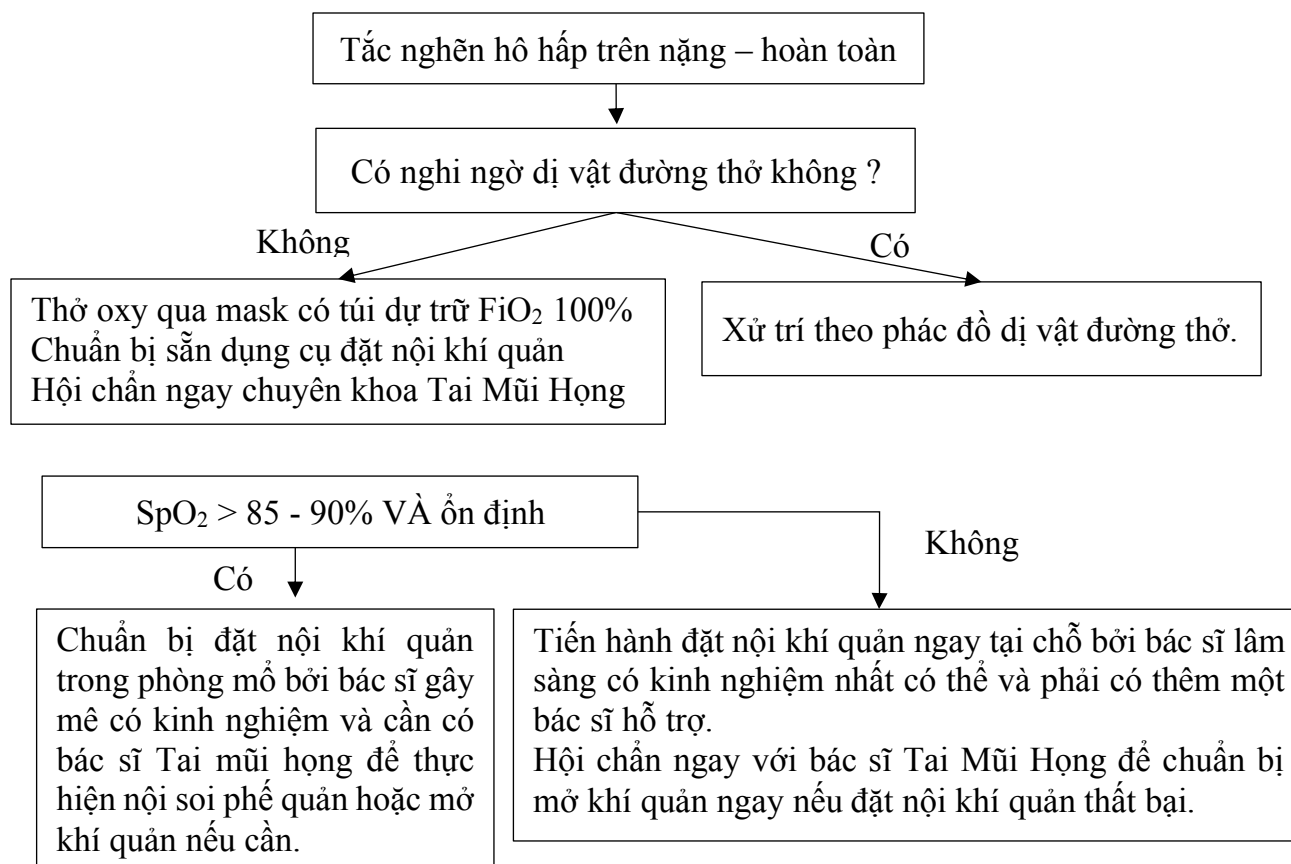 Tắc nghẽn hô hấp trên nặng – hoàn toàn
Có nghi ngờ dị vật đường thở không ?
Không
Có
Thở oxy qua mask có túi dự trữ FiO₂ 100%
Chuẩn bị sẵn dụng cụ đặt nội khí quản
Hội chẩn ngay chuyên khoa Tai Mũi Họng
Xử trí theo phác đồ dị vật đường thở.
SpO₂ > 85 - 90% VÀ ổn định
Không
Có
Chuẩn bị đặt nội khí quản
trong phòng mổ bởi bác sĩ gây
mê có kinh nghiệm và cần có
bác sĩ Tai mũi họng để thực
hiện nội soi phế quản hoặc mở
khí quản nếu cần.
Tiến hành đặt nội khí quản ngay tại chỗ bởi bác sĩ lâm
sàng có kinh nghiệm nhất có thể và phải có thêm một
bác sĩ hỗ trợ.
Hội chẩn ngay với bác sĩ Tai Mũi Họng để chuẩn bị
mở khí quản ngay nếu đặt nội khí quản thất bại.